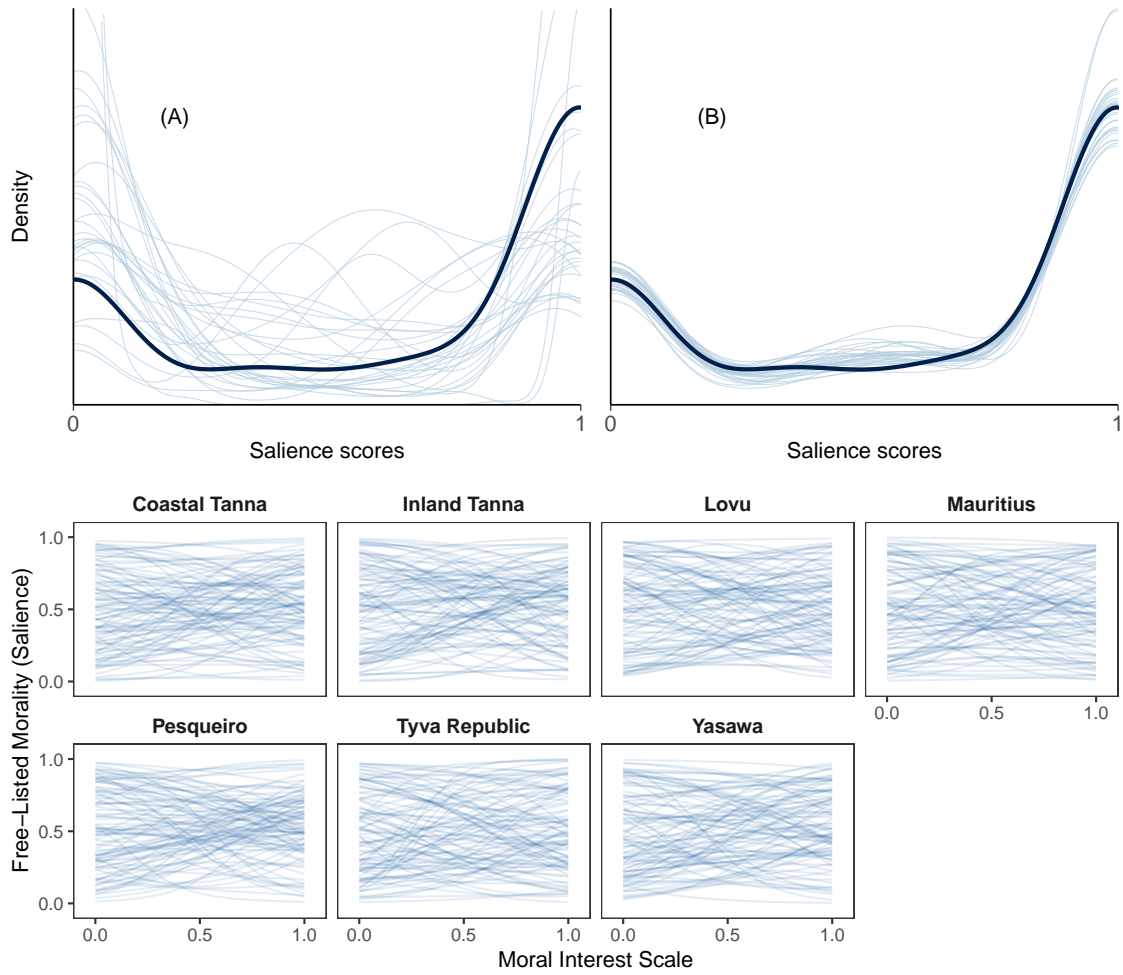 (A)
(B)
Density
0
1
0
1
Salience scores
Salience scores
Coastal Tanna
Inland Tanna
Lovu
Mauritius
1.0
0.5
0.0
0.0
0.5
1.0
Free−Listed Morality (Salience)
Pesqueiro
Tyva Republic
Yasawa
1.0
0.5
0.0
0.0
0.5
1.0
0.0
0.5
1.0
0.0
0.5
1.0
Moral Interest Scale